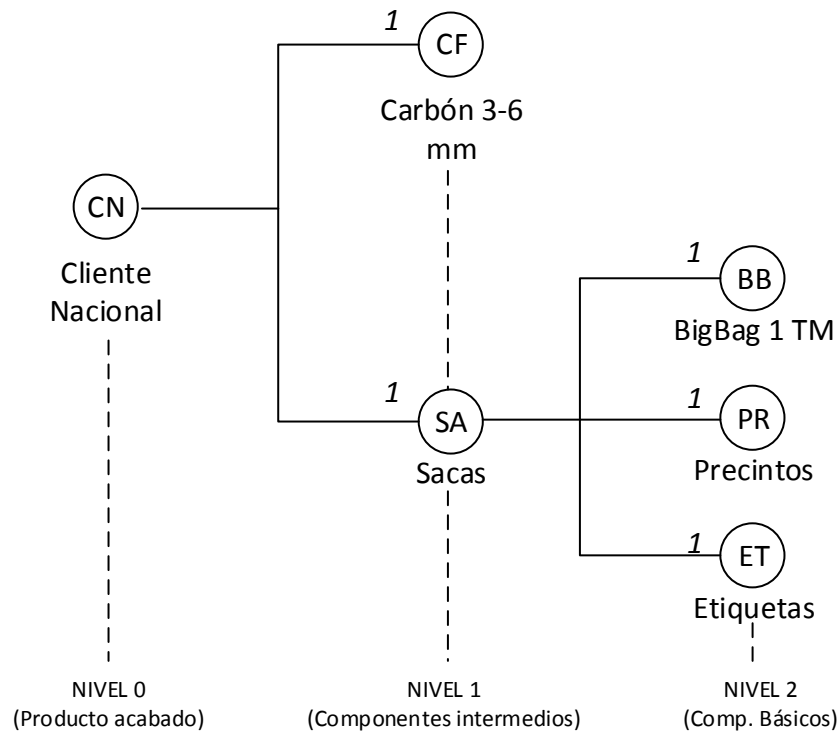 1
CF
Carbón 3-6
mm
CN
Cliente
Nacional
1
SA
Sacas
1
BB
BigBag 1 TM
1
PR
Precintos
1
ET
Etiquetas
NIVEL 0
(Producto acabado)
NIVEL 1
(Componentes intermedios)
NIVEL 2
(Comp. Básicos)